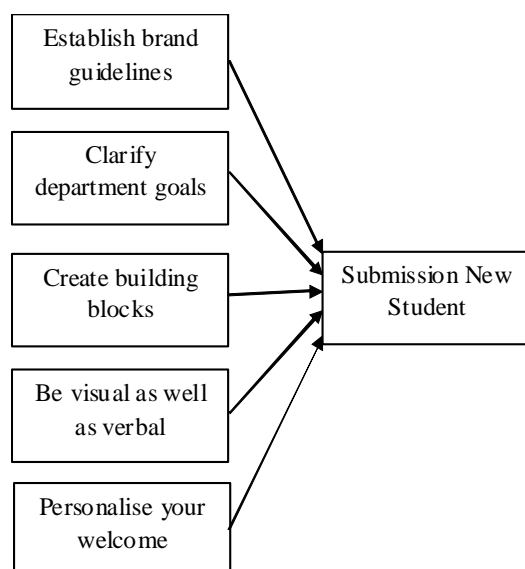 Establish brand
guidelines
Clarify
department goals
Create building
blocks
Submission New
Student
Be visual as well
as verbal
Personalise your
welcome